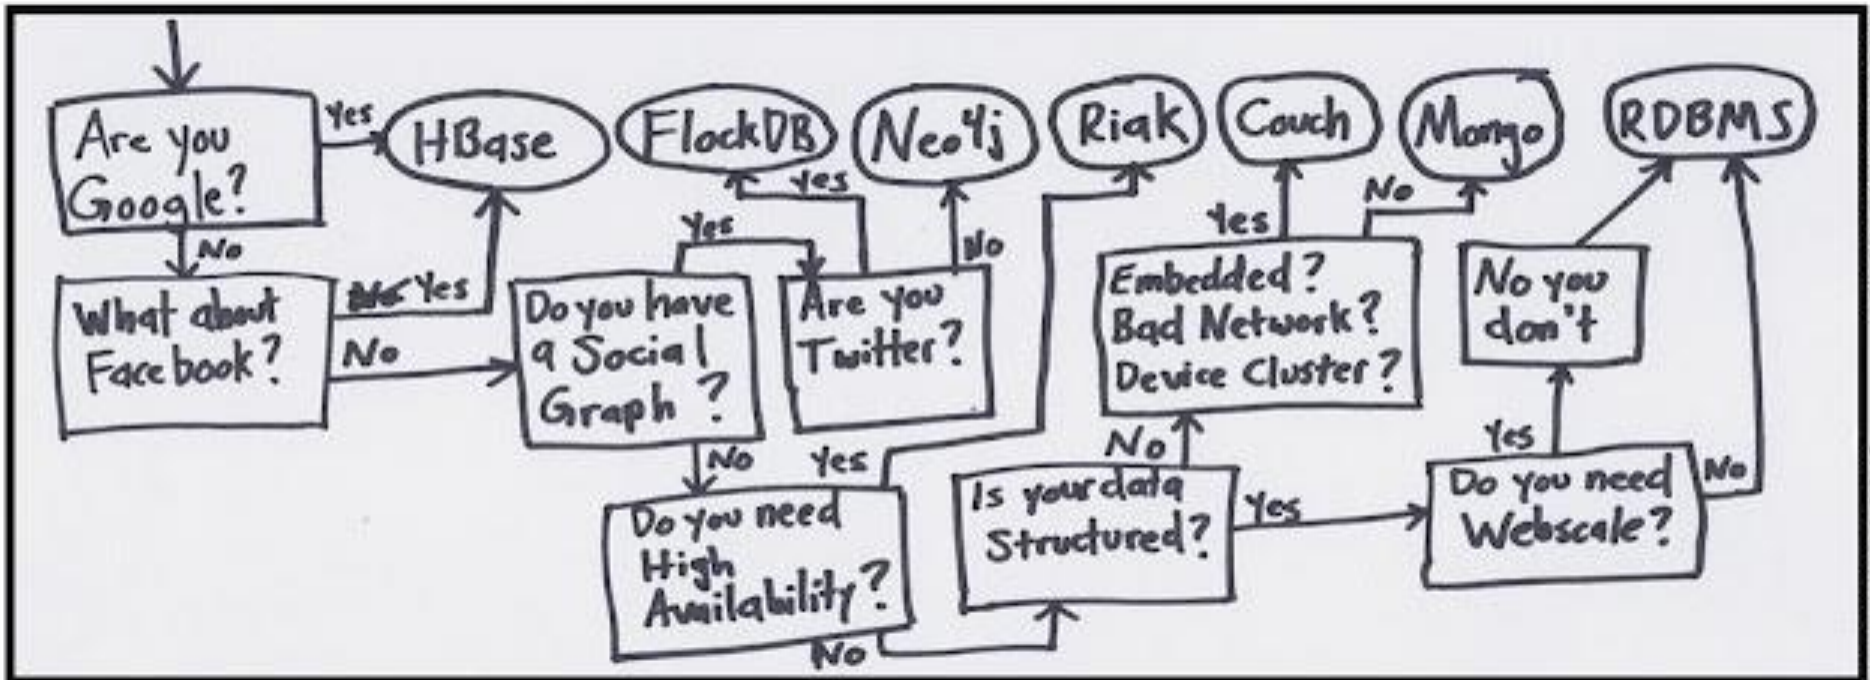 Are you
Google?
Yes
HBase
FlockDB
Neo4j
Riak
Couch
Mongo
RDBMS
No
What about
Facebook?
No Yes
No
Do you have
a Social
Graph ?
Yes
Are you
Twitter?
Yes
No
No
Do you need
High
Availability?
Yes
No
Is your data
Structured?
No
Yes
Embedded?
Bad Network?
Device Cluster?
Yes
No
Do you need
Webscale?
Yes
No
No you
don't